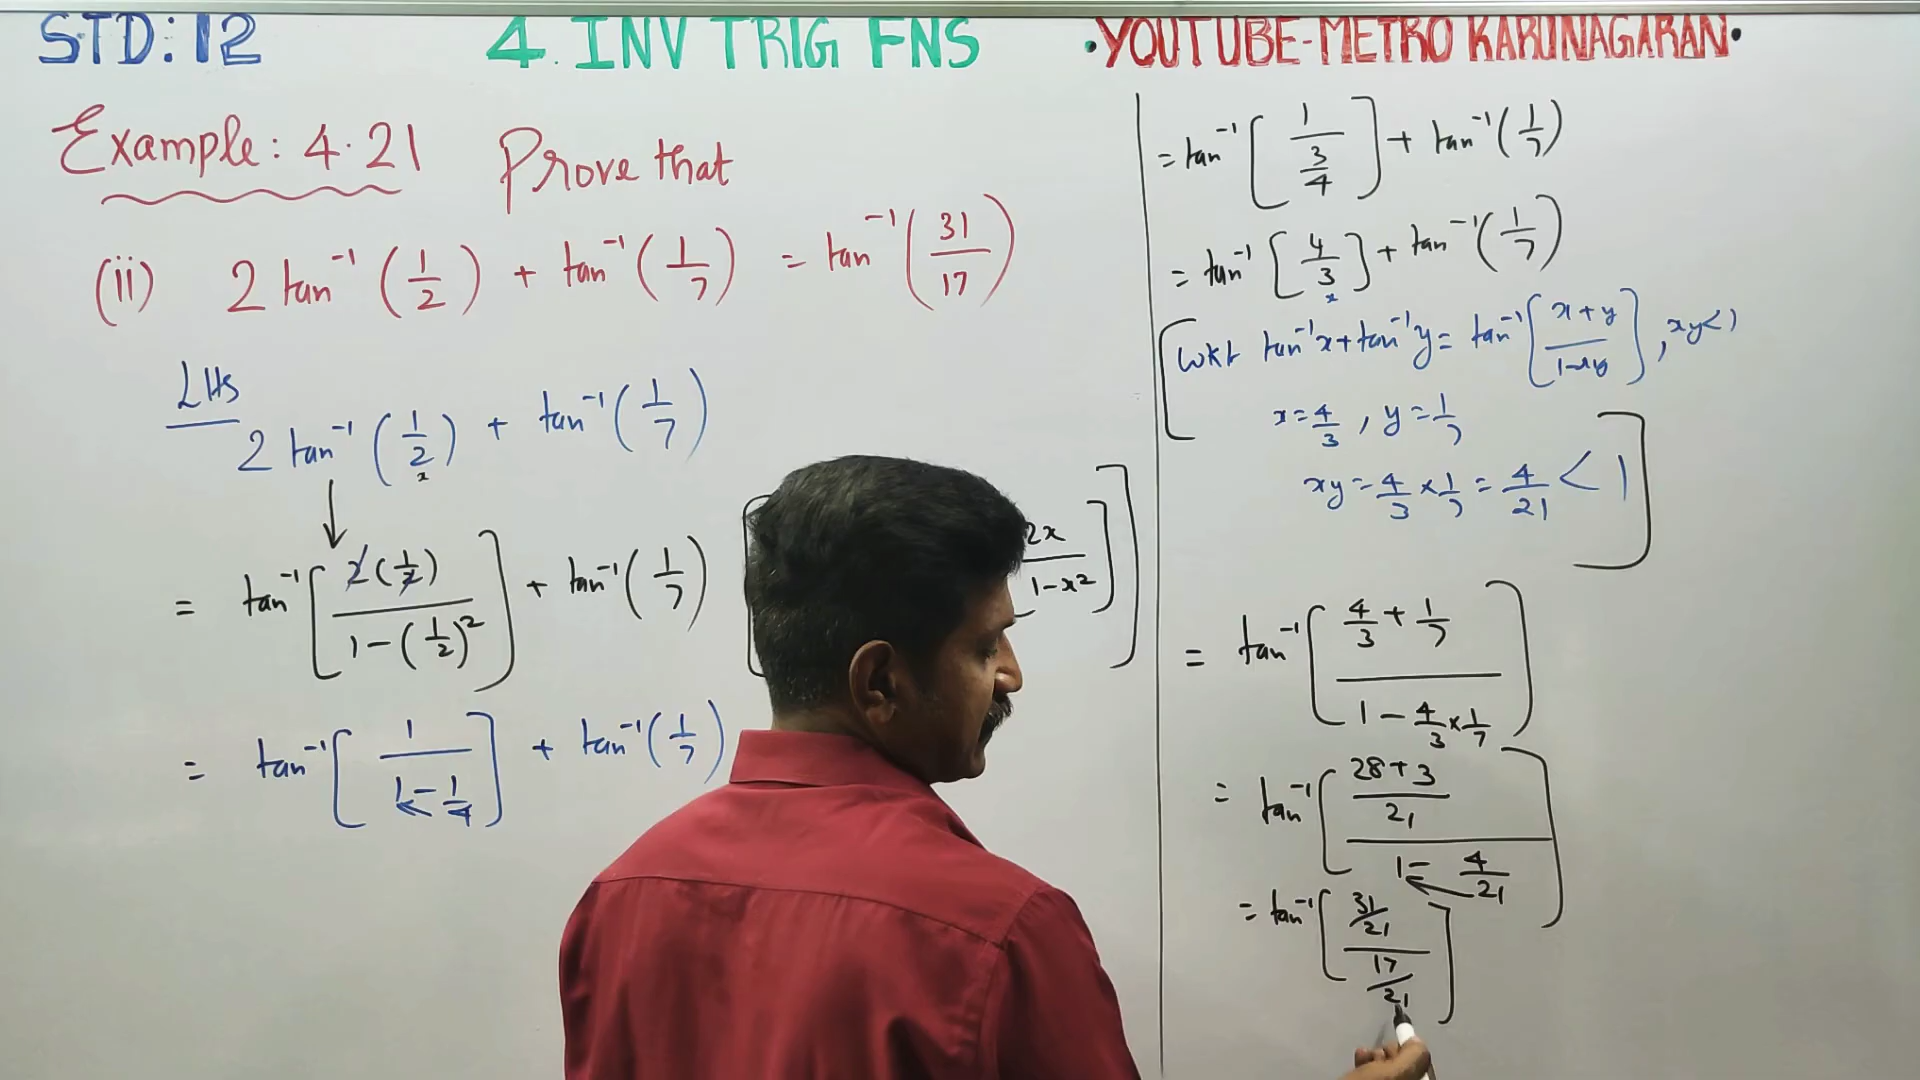 STD: 12 4. INV TRIG FNS •YOUTUBE-METRO KARUNAGARAN•
Example: 4.21 Prove that
(ii) 2 tan⁻¹(1/2) + tan⁻¹(1/7) = tan⁻¹(31/17)
LHS
2 tan⁻¹(1/2) + tan⁻¹(1/7)
x
= tan⁻¹[2(1/2) / 1-(1/2)²] + tan⁻¹(1/7) [ 2x / 1-x² ]]
= tan⁻¹[1 / 1-1/4] + tan⁻¹(1/7)
= tan⁻¹[1 / 3/4] + tan⁻¹(1/7)
= tan⁻¹[4/3] + tan⁻¹(1/7)
x
[WKT tan⁻¹x + tan⁻¹y = tan⁻¹[x+y / 1-xy], xy<1
x = 4/3, y = 1/7
xy = 4/3 × 1/7 = 4/21 < 1]
= tan⁻¹[4/3 + 1/7 / 1 - 4/3 × 1/7]
= tan⁻¹[28+3/21 / 1 - 4/21]
= tan⁻¹[31/21 / 17/21]